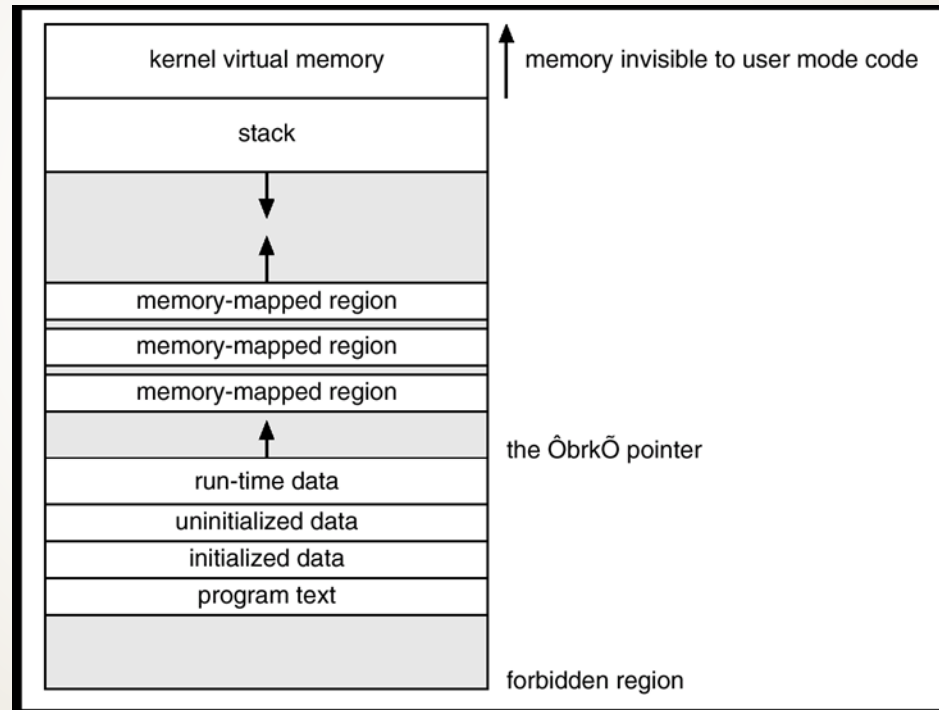 kernel virtual memory
memory invisible to user mode code
stack
memory-mapped region
memory-mapped region
memory-mapped region
the ÔbrkÕ pointer
run-time data
uninitialized data
initialized data
program text
forbidden region